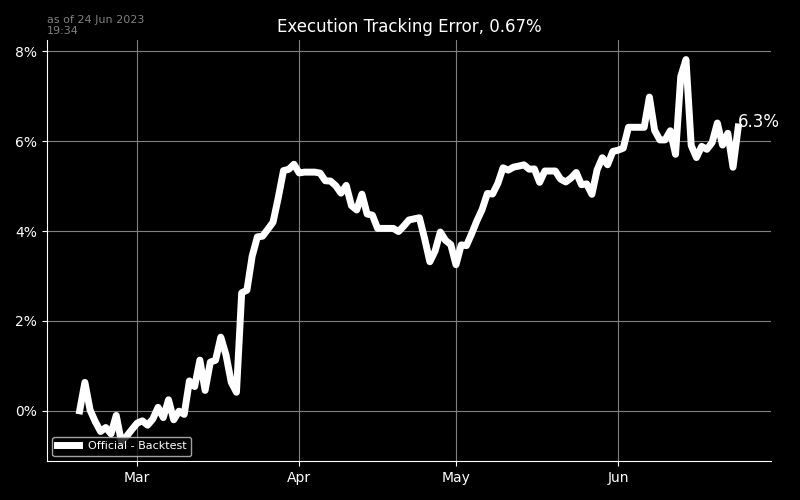 as of 24 Jun 2023
19:34
Execution Tracking Error, 0.67%
8%
6%
4%
2%
0%
6.3%
Official - Backtest
Mar Apr May Jun